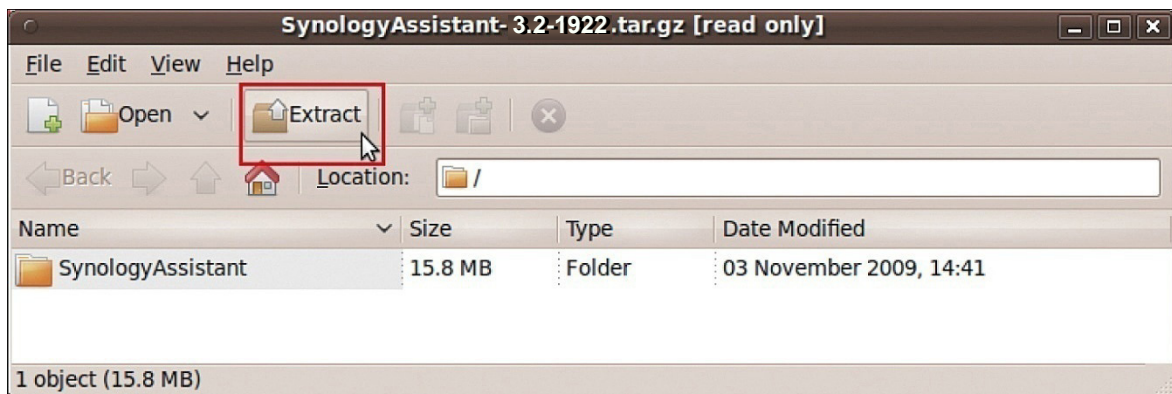 SynologyAssistant-3.2-1922.tar.gz [read only]
File Edit View Help
Open Extract
Back Location: /
Name Size Type Date Modified
SynologyAssistant 15.8 MB Folder 03 November 2009, 14:41
1 object (15.8 MB)